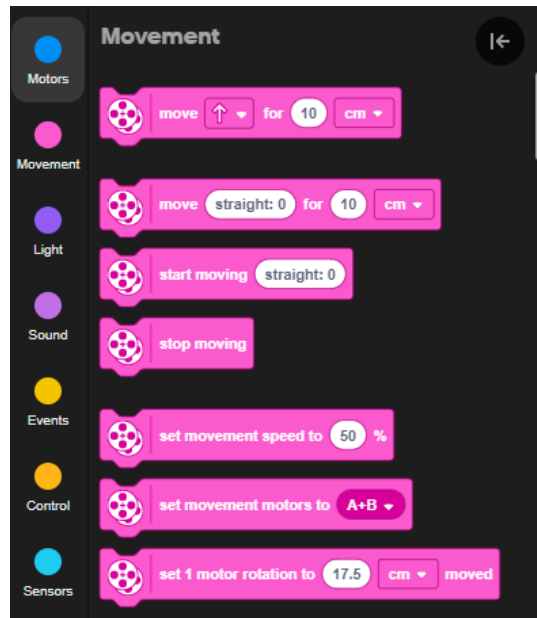 Movement
Motors
Movement
Light
Sound
Events
Control
Sensors
move for 10 cm
move straight: 0 for 10 cm
start moving straight: 0
stop moving
set movement speed to 50 %
set movement motors to A+B
set 1 motor rotation to 17.5 cm moved